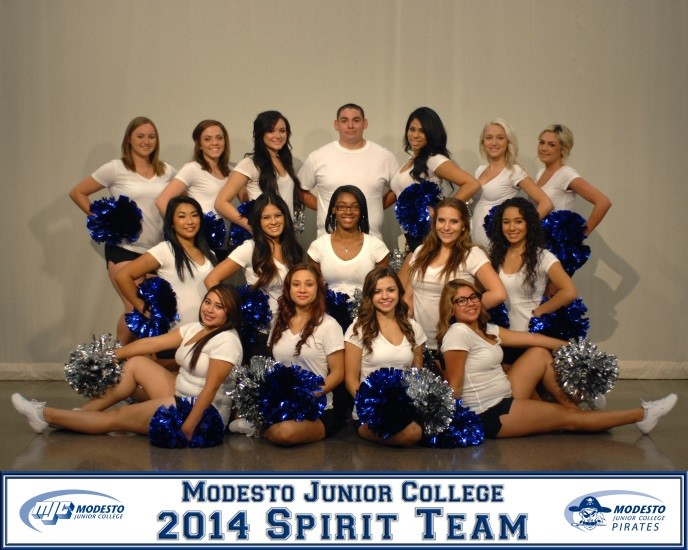 MODESTO JUNIOR COLLEGE
2014 SPIRIT TEAM
mjc MODESTO
JUNIOR COLLEGE
MODESTO
JUNIOR COLLEGE
PIRATES